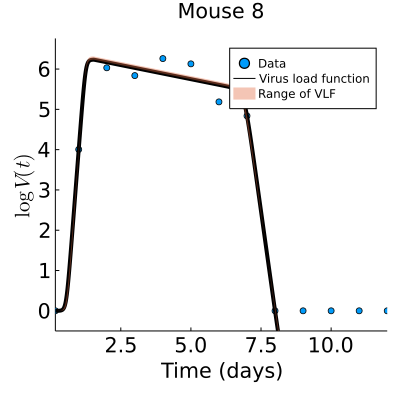 Mouse 8
Data
Virus load function
Range of VLF
log V(t)
6
5
4
3
2
1
0
2.5 5.0 7.5 10.0
Time (days)